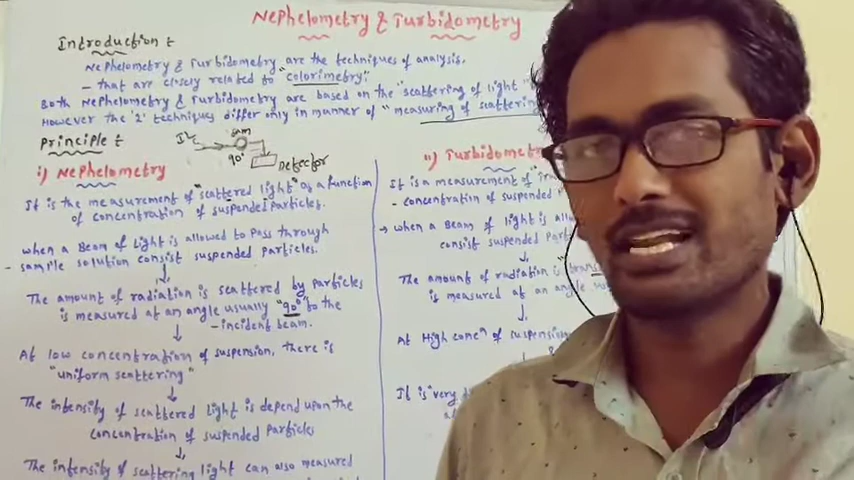 Nephelometry & Turbidometry
Introduction :-
Nephelometry & Turbidometry are the techniques of analysis.
- that are closely related to "colorimetry"
Both Nephelometry & Turbidometry are based on the "scattering of light
However the '2' techniques differ only in manner of "measuring of scattering
Principle :-
Sam
90°
Detector
i) Nephelometry
It is the measurement of "scattered light" as a function
of concentration of suspended particles.
when a Beam of Light is allowed to pass through
- sample solution consist suspended particles.
The amount of radiation is scattered by particles
is measured at an angle usually "90°" to the
- incident beam.
At low concentration of suspension, there is
"uniform scattering"
The intensity of scattered light is depend upon the
concentration of suspended particles
The intensity of scattering light can also measured
ii) Turbidomet
It is a measurement of
- concentration of suspended
when a Beam of light is
consist suspended
The amount of radiation is
is measured at an angle
At High concn of suspension
It is "very